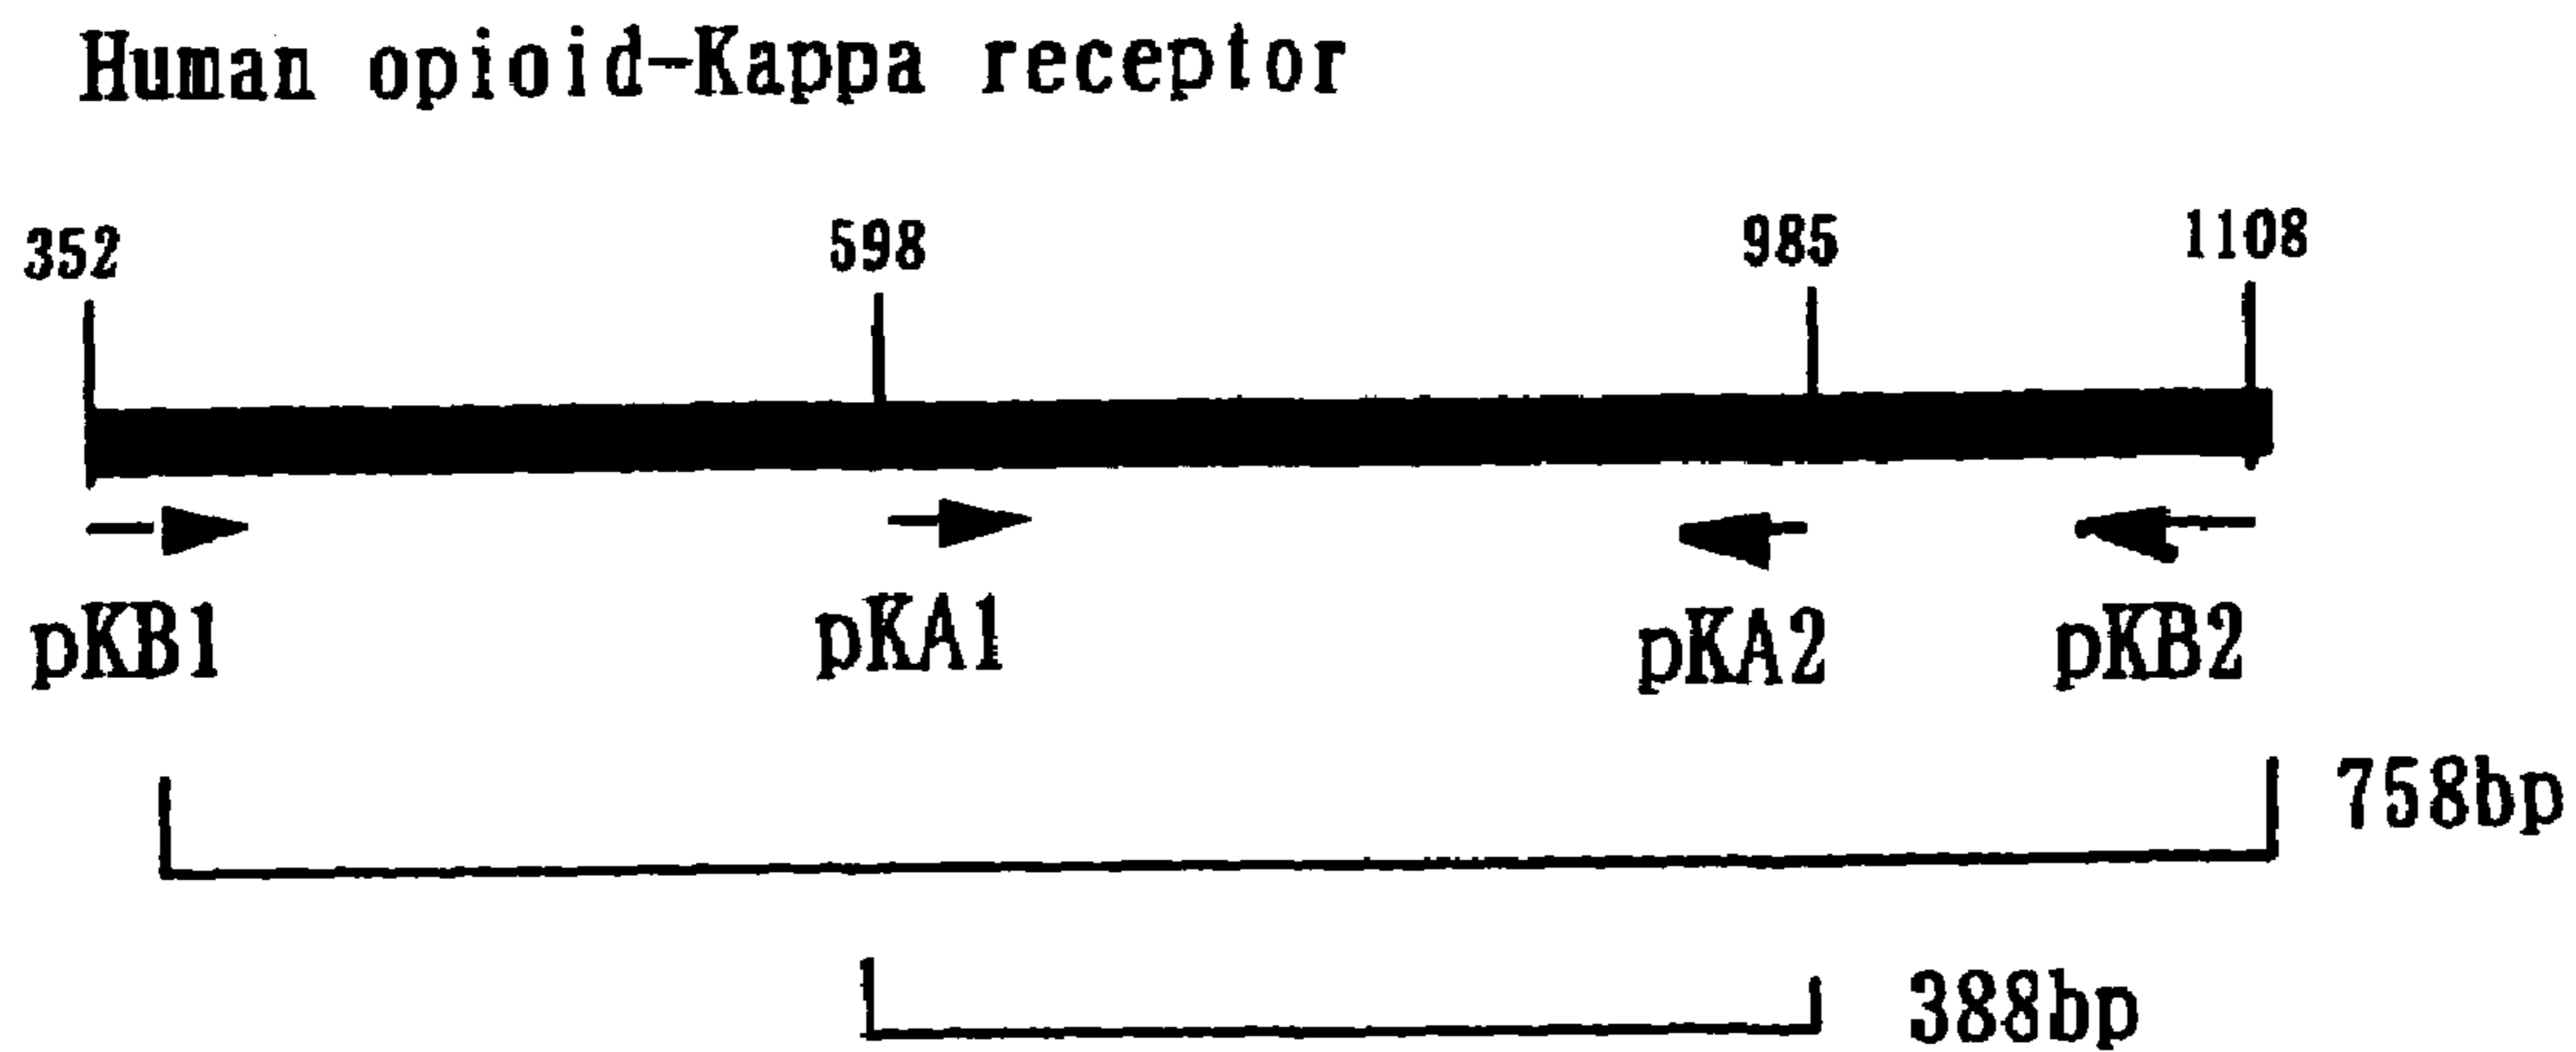 Human opioid-Kappa receptor
352 598 985 1108
pKB1 pKA1 pKA2 pKB2
758bp
388bp